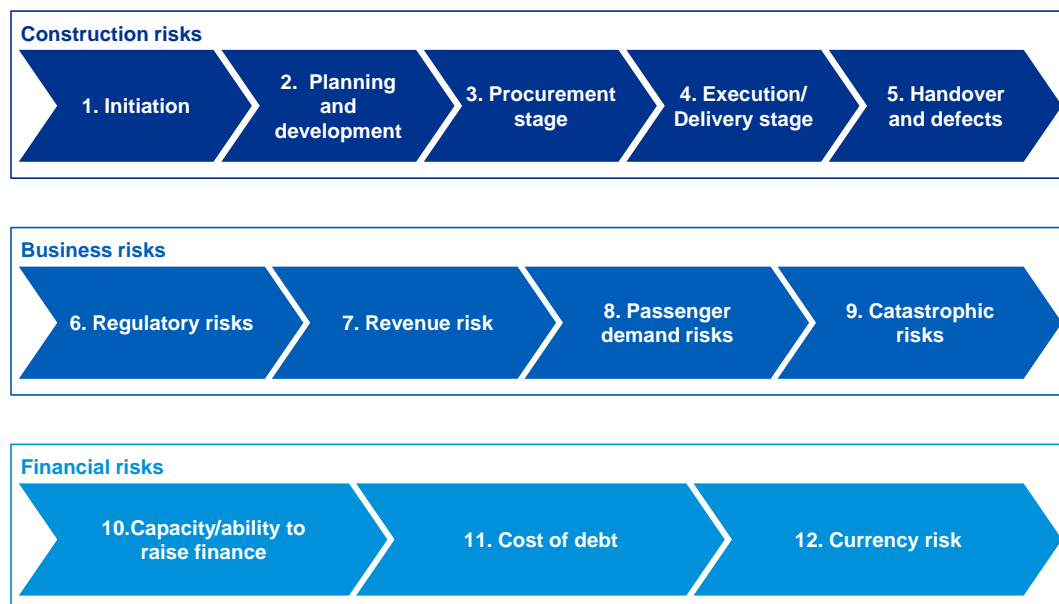 Construction risks
1. Initiation
2. Planning
and
development
3. Procurement
stage
4. Execution/
Delivery stage
5. Handover
and defects
Business risks
6. Regulatory risks
7. Revenue risk
8. Passenger
demand risks
9. Catastrophic
risks
Financial risks
10.Capacity/ability to
raise finance
11. Cost of debt
12. Currency risk